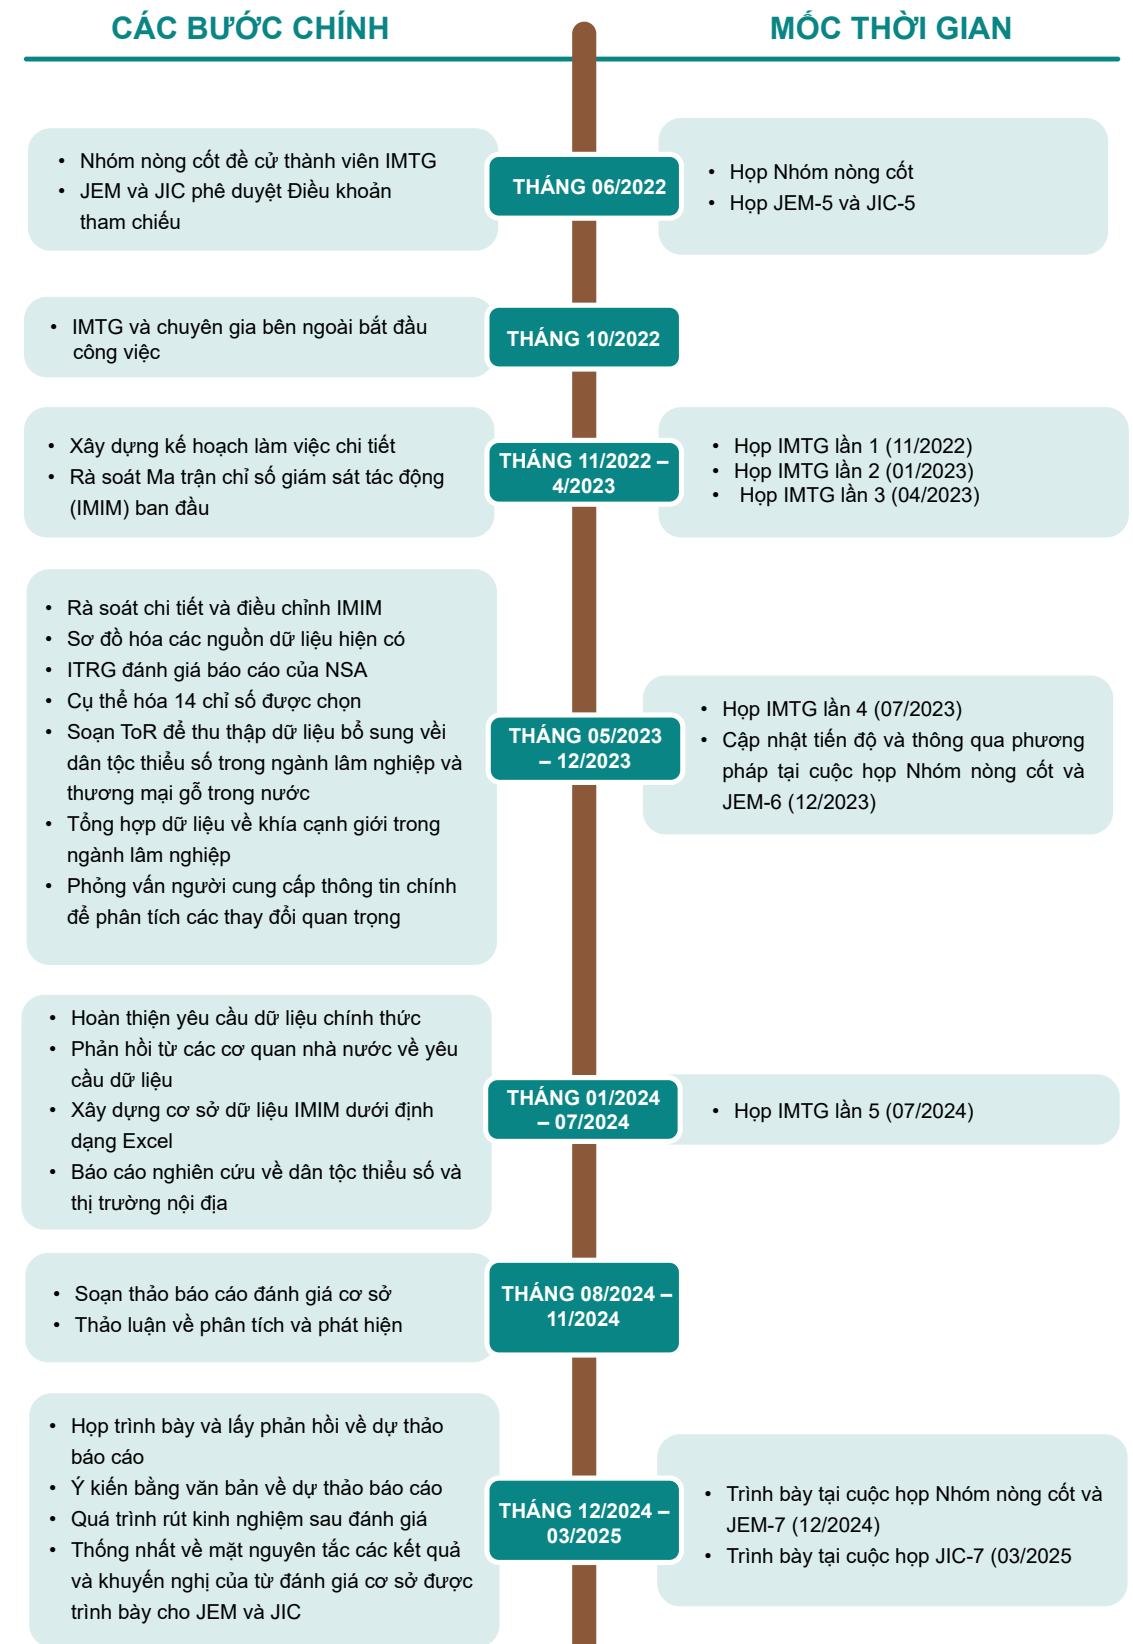 CÁC BƯỚC CHÍNH
MỐC THỜI GIAN
• Nhóm nòng cốt đề cử thành viên IMTG
• JEM và JIC phê duyệt Điều khoản
tham chiếu
THÁNG 06/2022
• Họp Nhóm nòng cốt
• Họp JEM-5 và JIC-5
• IMTG và chuyên gia bên ngoài bắt đầu
công việc
THÁNG 10/2022
• Xây dựng kế hoạch làm việc chi tiết
• Rà soát Ma trận chỉ số giám sát tác động
(IMIM) ban đầu
THÁNG 11/2022 –
4/2023
• Họp IMTG lần 1 (11/2022)
• Họp IMTG lần 2 (01/2023)
• Họp IMTG lần 3 (04/2023)
• Rà soát chi tiết và điều chỉnh IMIM
• Sơ đồ hóa các nguồn dữ liệu hiện có
• ITRG đánh giá báo cáo của NSA
• Cụ thể hóa 14 chỉ số được chọn
• Soạn ToR để thu thập dữ liệu bổ sung vềi
dân tộc thiểu số trong ngành lâm nghiệp và
thương mại gỗ trong nước
• Tổng hợp dữ liệu về khía cạnh giới trong
ngành lâm nghiệp
• Phỏng vấn người cung cấp thông tin chính
để phân tích các thay đổi quan trọng
THÁNG 05/2023
– 12/2023
• Họp IMTG lần 4 (07/2023)
• Cập nhật tiến độ và thông qua phương
pháp tại cuộc họp Nhóm nòng cốt và
JEM-6 (12/2023)
• Hoàn thiện yêu cầu dữ liệu chính thức
• Phản hồi từ các cơ quan nhà nước về yêu
cầu dữ liệu
• Xây dựng cơ sở dữ liệu IMIM dưới định
dạng Excel
• Báo cáo nghiên cứu về dân tộc thiểu số và
thị trường nội địa
THÁNG 01/2024
– 07/2024
• Họp IMTG lần 5 (07/2024)
• Soạn thảo báo cáo đánh giá cơ sở
• Thảo luận về phân tích và phát hiện
THÁNG 08/2024 –
11/2024
• Họp trình bày và lấy phản hồi về dự thảo
báo cáo
• Ý kiến bằng văn bản về dự thảo báo cáo
• Quá trình rút kinh nghiệm sau đánh giá
• Thống nhất về mặt nguyên tắc các kết quả
và khuyến nghị của từ đánh giá cơ sở được
trình bày cho JEM và JIC
THÁNG 12/2024 –
03/2025
• Trình bày tại cuộc họp Nhóm nòng cốt và
JEM-7 (12/2024)
• Trình bày tại cuộc họp JIC-7 (03/2025